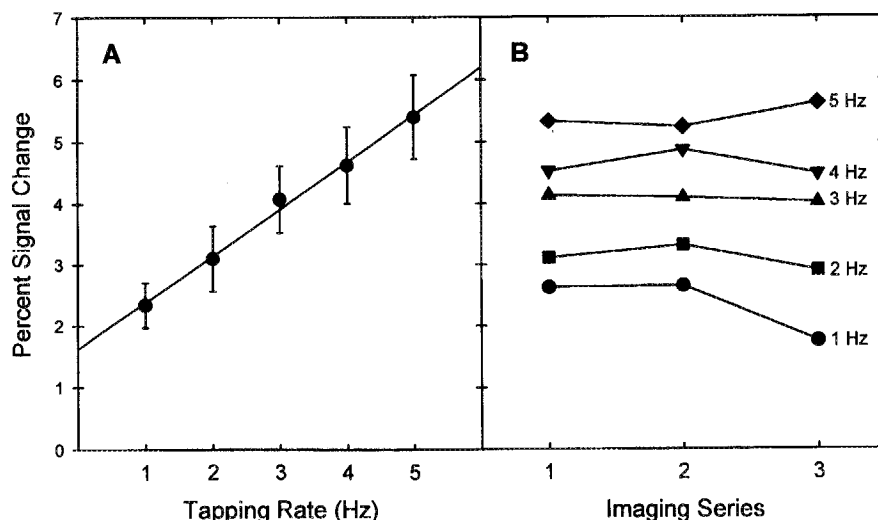 Percent Signal Change
7
6
5
4
3
2
1
0
A
1 2 3 4 5
Tapping Rate (Hz)
B
5 Hz
4 Hz
3 Hz
2 Hz
1 Hz
1 2 3
Imaging Series